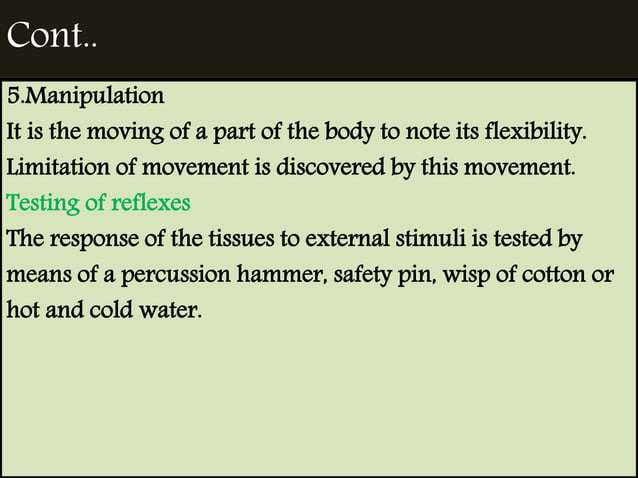 Cont..
5.Manipulation
It is the moving of a part of the body to note its flexibility.
Limitation of movement is discovered by this movement.
Testing of reflexes
The response of the tissues to external stimuli is tested by
means of a percussion hammer, safety pin, wisp of cotton or
hot and cold water.